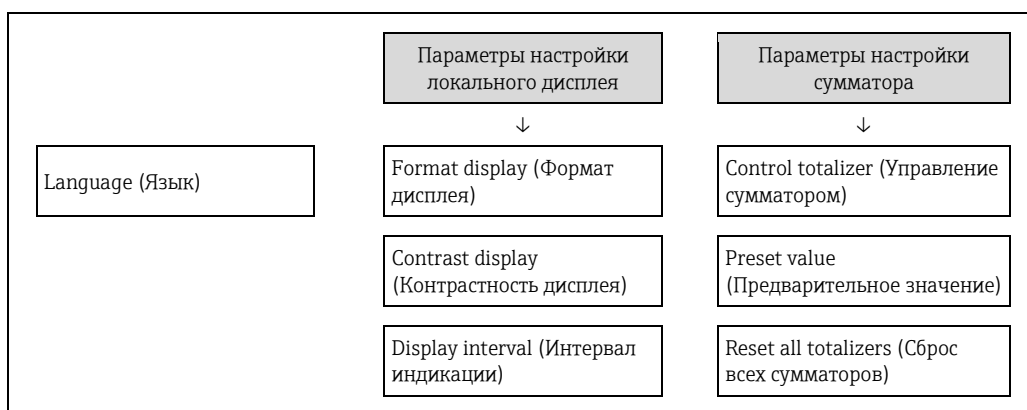 Параметры настройки
локального дисплея
Параметры настройки
сумматора
↓
↓
Language (Язык)
Format display (Формат
дисплея)
Control totalizer (Управление
сумматором)
Contrast display
(Контрастность дисплея)
Preset value
(Предварительное значение)
Display interval (Интервал
индикации)
Reset all totalizers (Сброс
всех сумматоров)